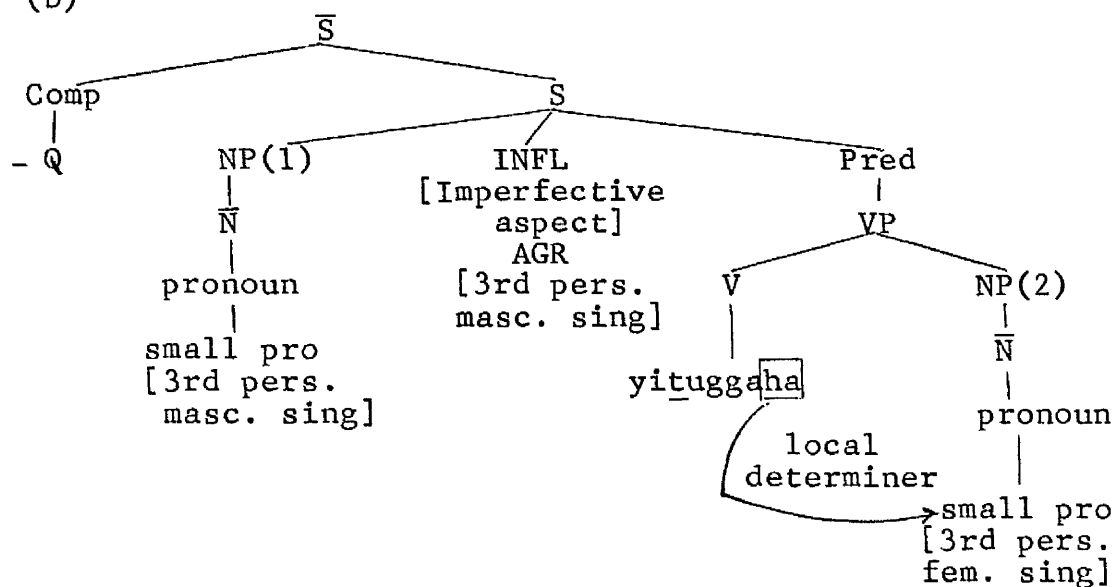 (b)
S̅
Comp S
- Q NP(1) INFL Pred
[Imperfective
N̅ aspect] VP
AGR
pronoun [3rd pers. V NP(2)
masc. sing]
small pro N̅
[3rd pers. yiṯuggaha
masc. sing] pronoun
local
determiner
small pro
[3rd pers.
fem. sing]